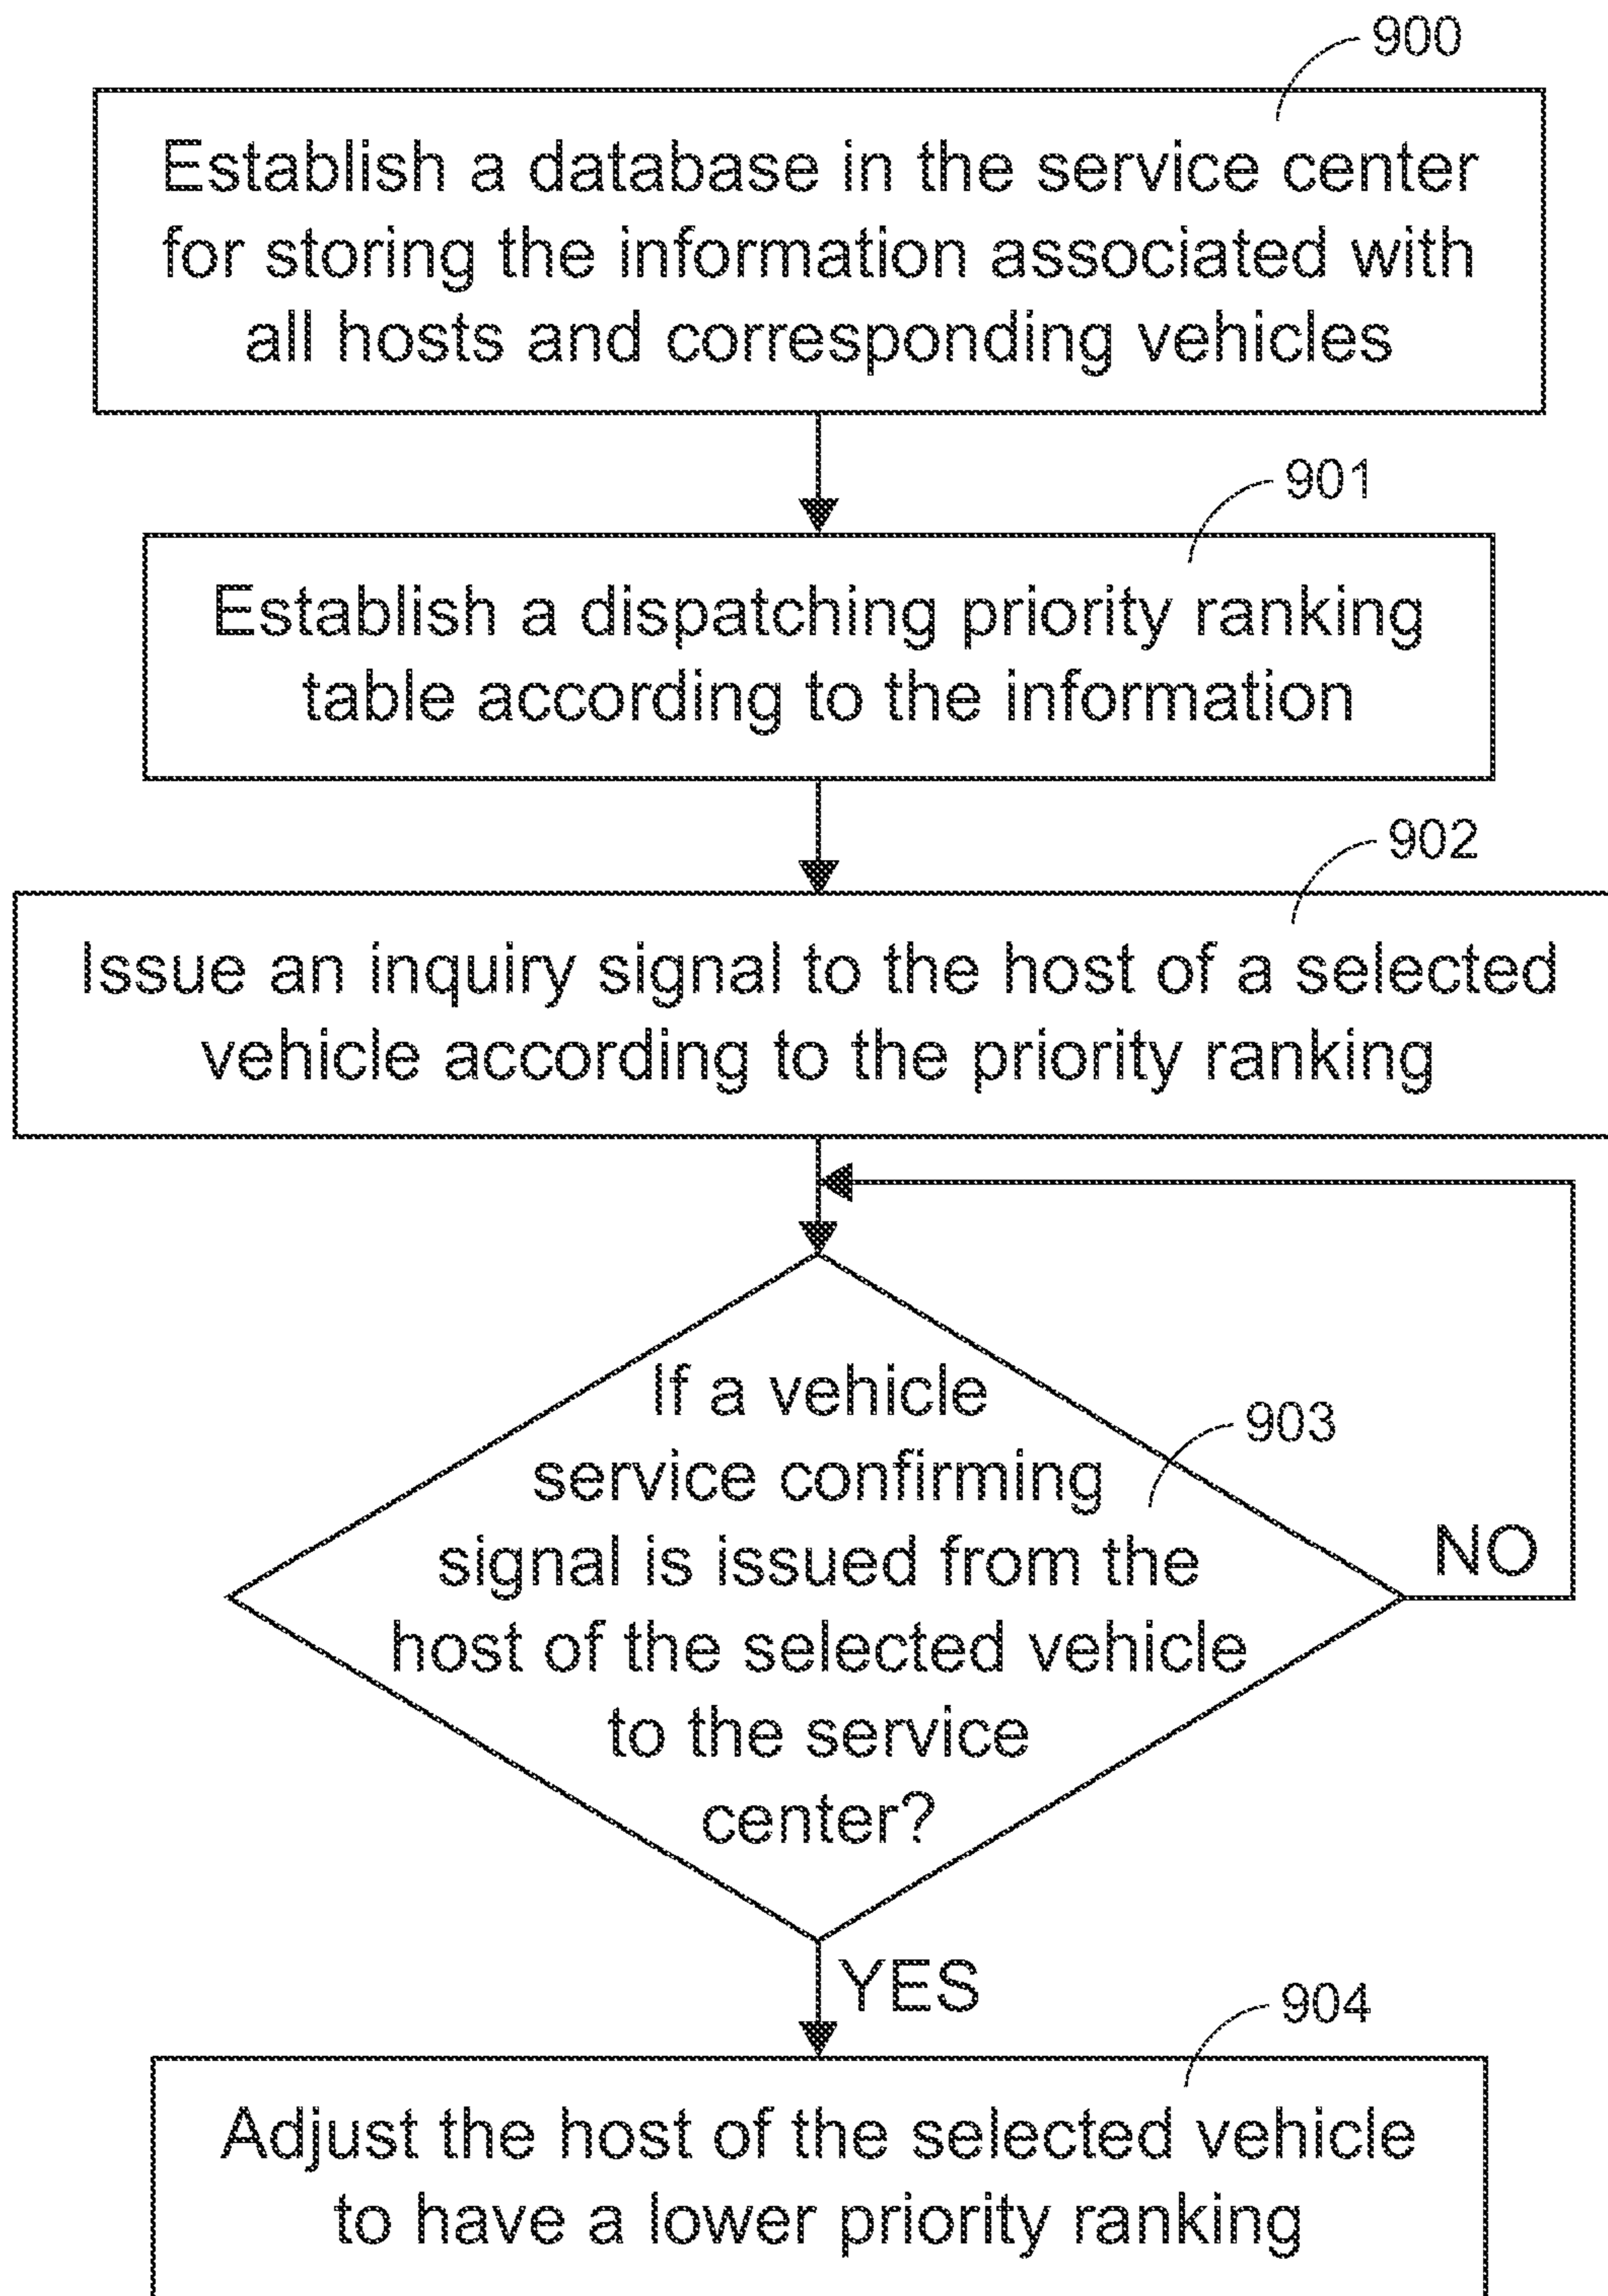 900
Establish a database in the service center
for storing the information associated with
all hosts and corresponding vehicles
901
Establish a dispatching priority ranking
table according to the information
902
Issue an inquiry signal to the host of a selected
vehicle according to the priority ranking
If a vehicle
service confirming
903
signal is issued from the
NO
host of the selected vehicle
to the service
center?
YES
904
Adjust the host of the selected vehicle
to have a lower priority ranking